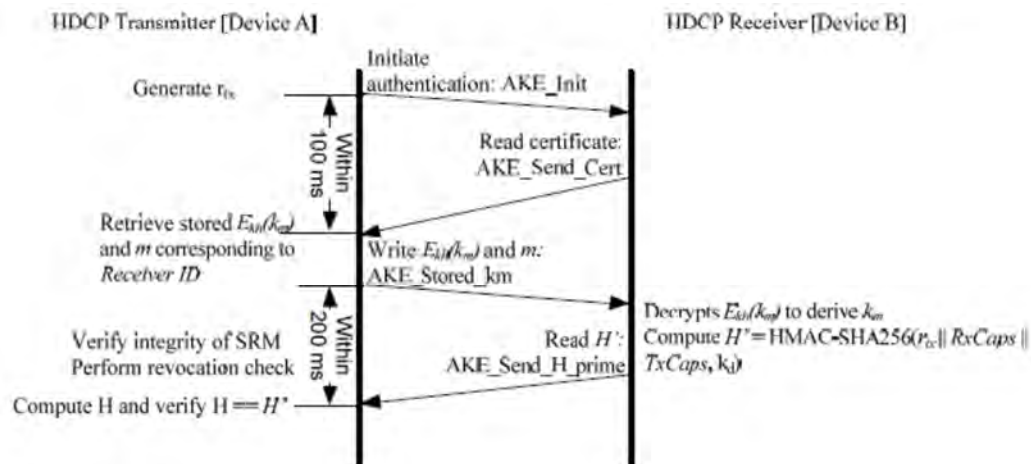 HDCP Transmitter [Device A]
HDCP Receiver [Device B]
Initiate
authentication: AKE_Init
Generate rtx
Within
100 ms
Read certificate:
AKE_Send_Cert
Retrieve stored Ekh(km)
and m corresponding to
Receiver ID
Write Ekh(km) and m:
AKE_Stored_km
Within
200 ms
Decrypts Ekh(km) to derive km
Compute H'=HMAC-SHA256(rtx|| RxCaps ||
TxCaps, kd)
Read H':
AKE_Send_H_prime
Verify integrity of SRM
Perform revocation check
Compute H and verify H == H'